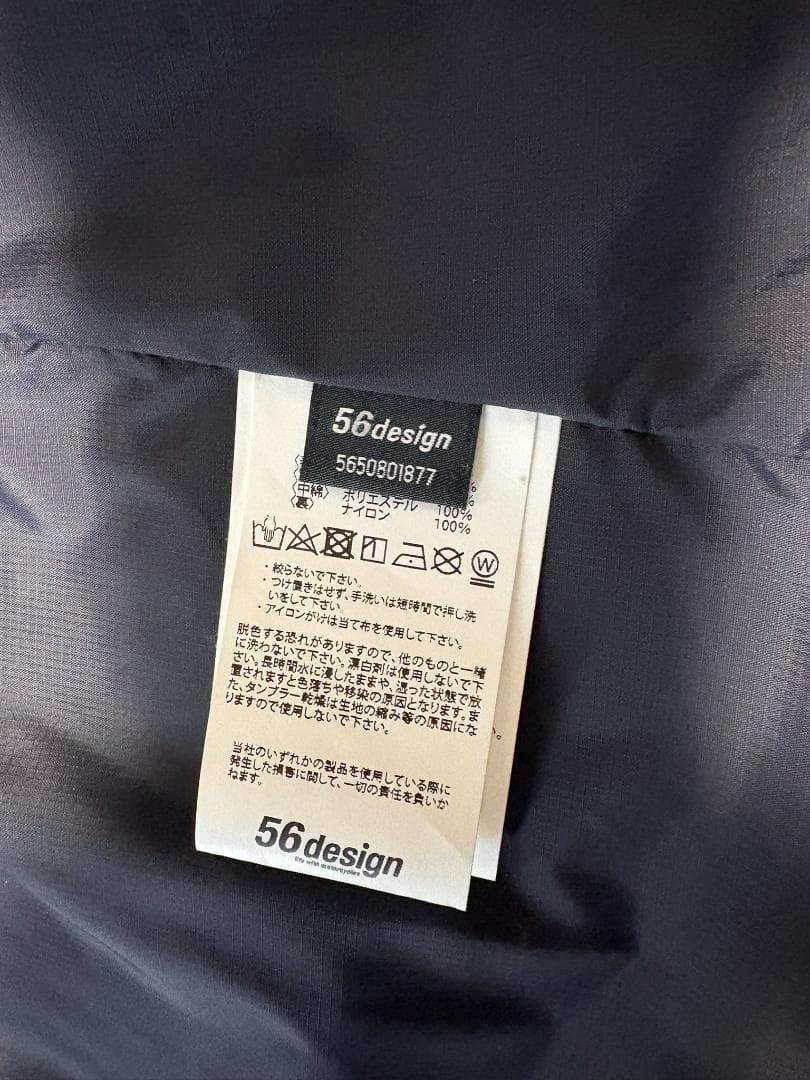 56design
5650801877
〈中綿〉 ポリエステル 100%
〈裏〉 ナイロン 100%
・絞らないで下さい。
・つけ置きはせず、手洗いは短時間で押し洗
いをして下さい。
・アイロンがけは当て布を使用して下さい。
脱色する恐れがありますので、他のものと一緒
に洗わないで下さい。漂白剤は使用しないで下
さい。長時間水に浸したままや、湿った状態で放
置されますと色落ちや移染の原因となります。ま
た、タンブラー乾燥は生地の縮み等の原因にな
りますので使用しないで下さい。
当社のいずれかの製品を使用している際に
発生した損害に関して、一切の責任を負いか
ねます。
56design
life with motorcycles